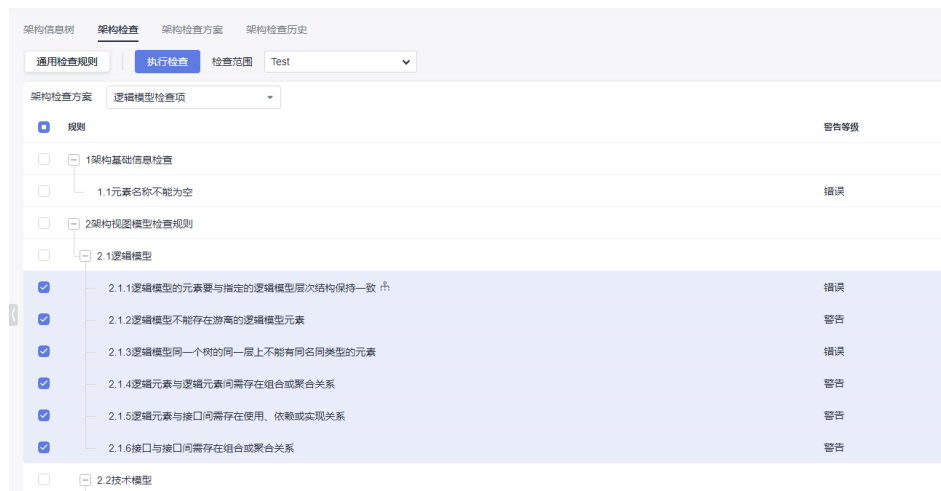 架构信息树 架构检查 架构检查方案 架构检查历史
通用检查规则 执行检查 检查范围 Test
架构检查方案 逻辑模型检查项
规则 警告等级
1架构基础信息检查
1.1元素名称不能为空 错误
2架构视图模型检查规则
2.1逻辑模型
2.1.1逻辑模型的元素要与指定的逻辑模型层次结构保持一致 错误
2.1.2逻辑模型不能存在游离的逻辑模型元素 警告
2.1.3逻辑模型同一个树的同一层上不能有同名同类型的元素 错误
2.1.4逻辑元素与逻辑元素间需存在组合或聚合关系 警告
2.1.5逻辑元素与接口间需存在使用、依赖或实现关系 警告
2.1.6接口与接口间需存在组合或聚合关系 警告
2.2技术模型